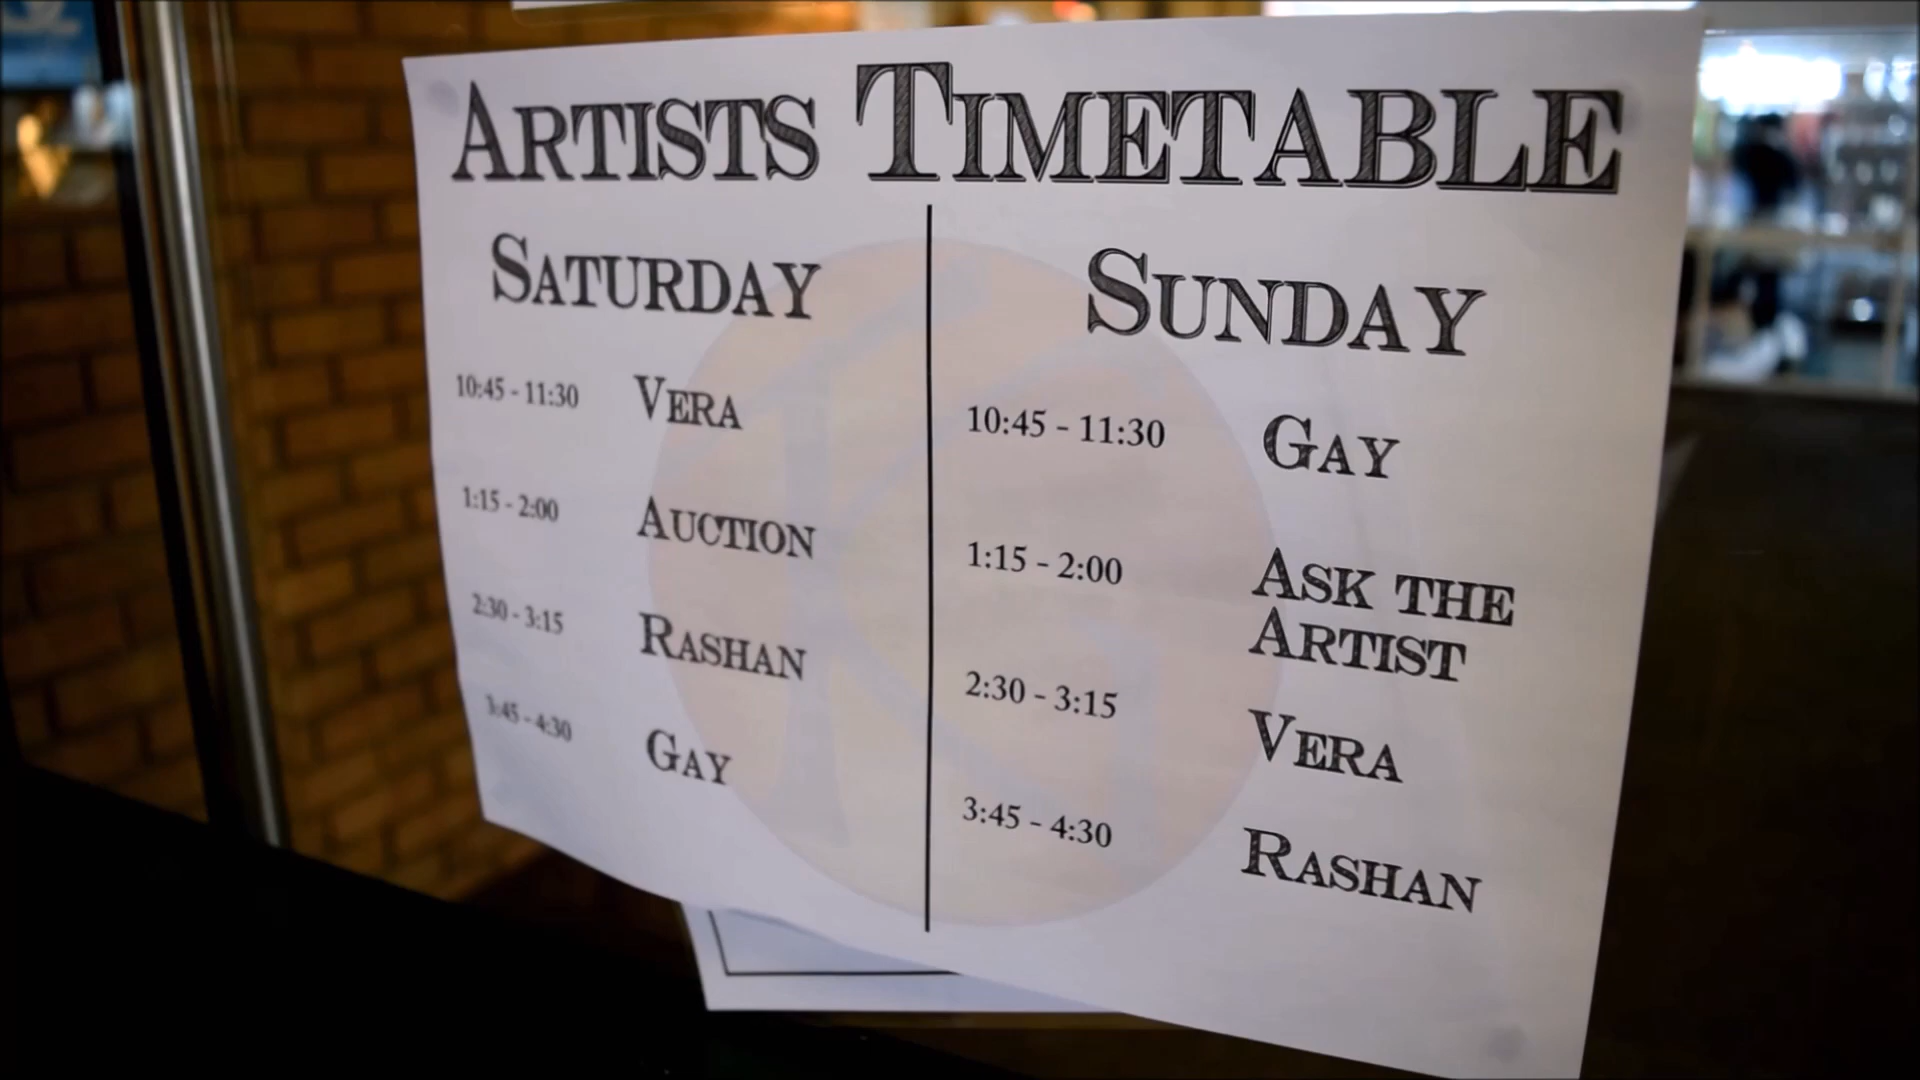 ARTISTS TIMETABLE
SATURDAY
10:45 - 11:30 VERA
1:15 - 2:00 AUCTION
2:30 - 3:15 RASHAN
3:45 - 4:30 GAY
SUNDAY
10:45 - 11:30 GAY
1:15 - 2:00 ASK THE
ARTIST
2:30 - 3:15 VERA
3:45 - 4:30 RASHAN